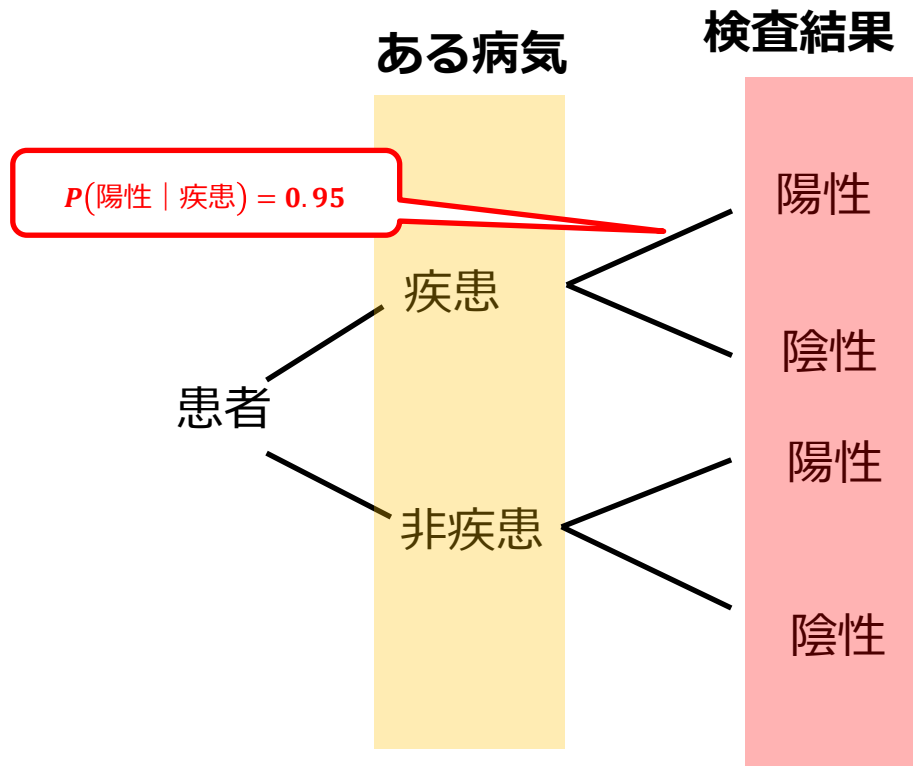 ある病気
検査結果
P(陽性｜疾患) = 0.95
陽性
疾患
陰性
患者
陽性
非疾患
陰性